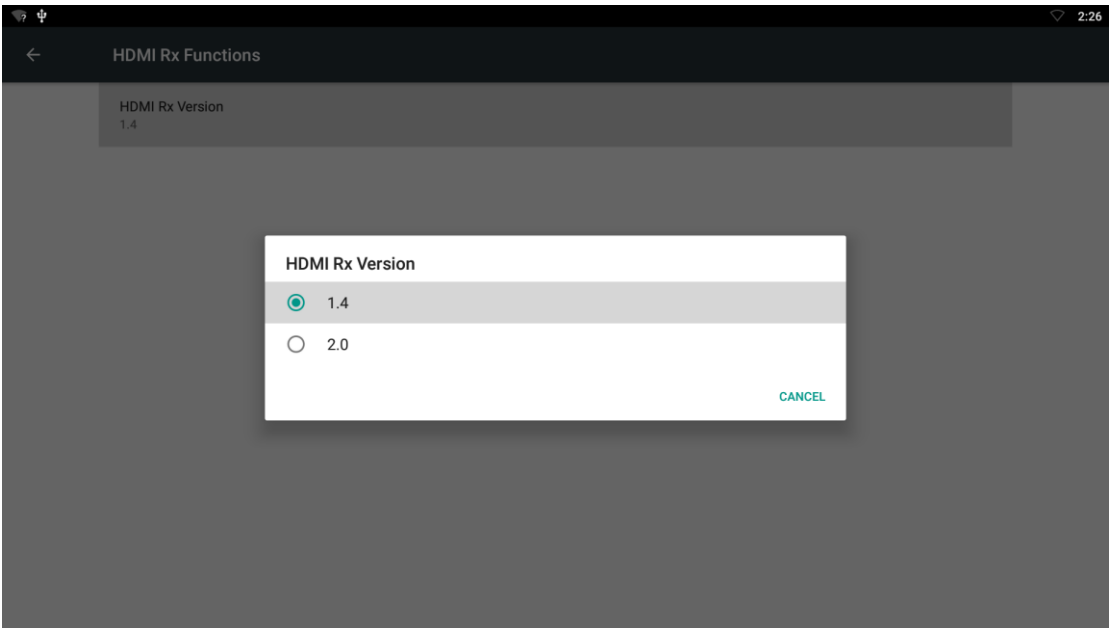 2:26
HDMI Rx Functions
HDMI Rx Version
1.4
HDMI Rx Version
1.4
2.0
CANCEL